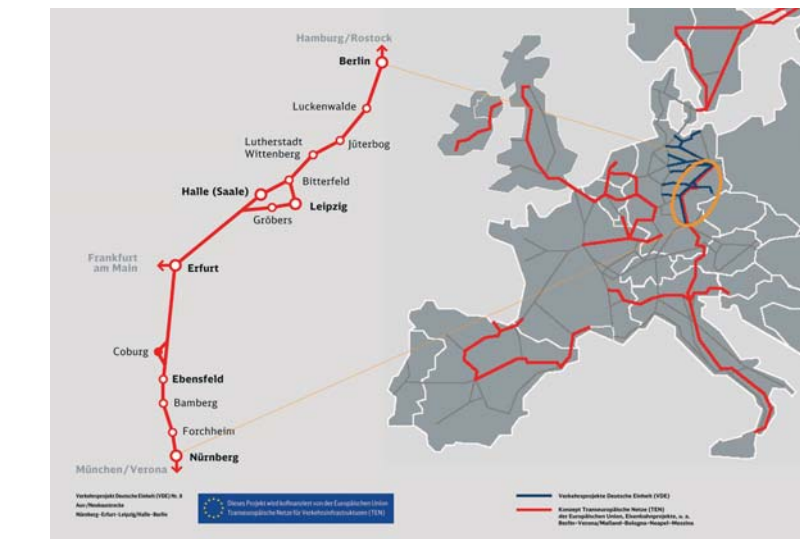 Hamburg/Rostock
Berlin
Luckenwalde
Jüterbog
Lutherstadt
Wittenberg
Bitterfeld
Halle (Saale)
Leipzig
Gröbers
Frankfurt
am Main
Erfurt
Coburg
Ebensfeld
Bamberg
Forchheim
Nürnberg
München/Verona
Verkehrsprojekt Deutsche Einheit (VDE) Nr. 8
Aus-/Neubaustrecke
Nürnberg–Erfurt–Leipzig/Halle–Berlin
Dieses Projekt wird kofinanziert von der Europäischen Union
Transeuropäische Netze für Verkehrsinfrastrukturen (TEN)
Verkehrsprojekte Deutsche Einheit (VDE)
Konzept Transeuropäische Netze (TEN)
der Europäischen Union, Eisenbahnprojekte, u. a.
Berlin–Verona/Mailand–Bologna–Neapel–Messina